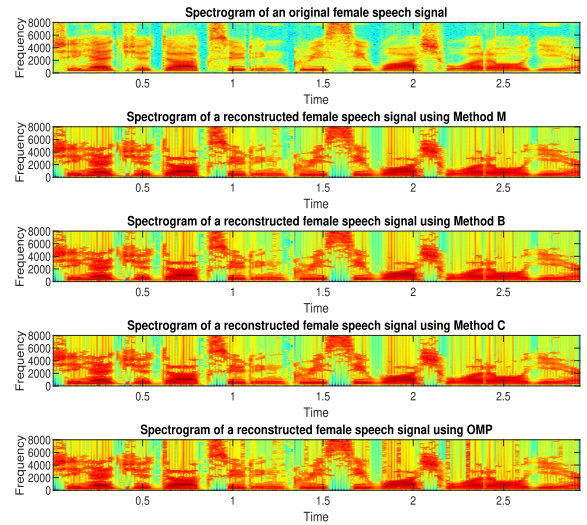 Spectrogram of an original female speech signal
8000
6000
4000
2000
0
Frequency
0.5 1 1.5 2 2.5
Time
Spectrogram of a reconstructed female speech signal using Method M
8000
6000
4000
2000
0
Frequency
0.5 1 1.5 2 2.5
Time
Spectrogram of a reconstructed female speech signal using Method B
8000
6000
4000
2000
0
Frequency
0.5 1 1.5 2 2.5
Time
Spectrogram of a reconstructed female speech signal using Method C
8000
6000
4000
2000
0
Frequency
0.5 1 1.5 2 2.5
Time
Spectrogram of a reconstructed female speech signal using OMP
8000
6000
4000
2000
0
Frequency
0.5 1 1.5 2 2.5
Time